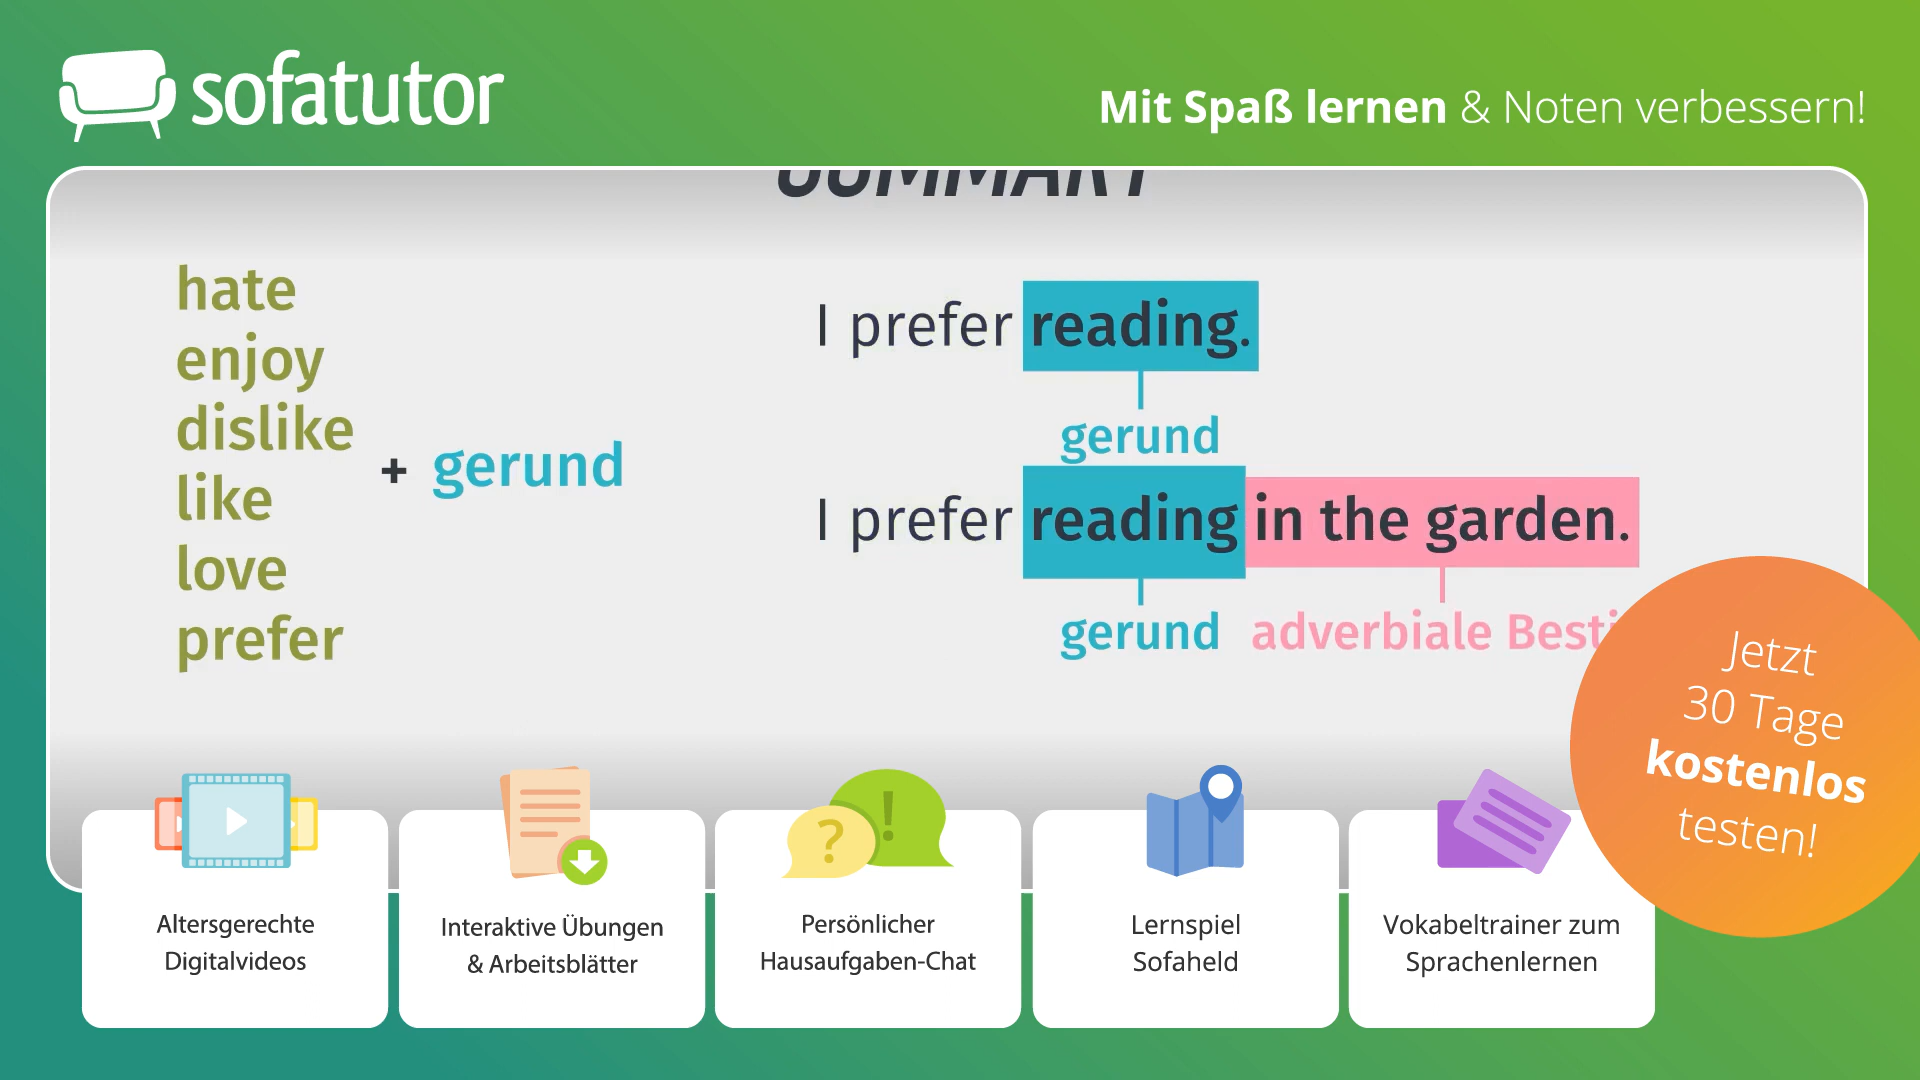 sofatutor
Mit Spaß lernen & Noten verbessern!
SUMMARY
hate
enjoy
dislike
like
love
prefer
+ gerund
I prefer reading.
gerund
I prefer reading in the garden.
gerund adverbiale
Jetzt
30 Tage
kostenlos
testen!
? !
Altersgerechte
Digitalvideos
Interaktive Übungen
& Arbeitsblätter
Persönlicher
Hausaufgaben-Chat
Lernspiel
Sofaheld
Vokabeltrainer zum
Sprachenlernen